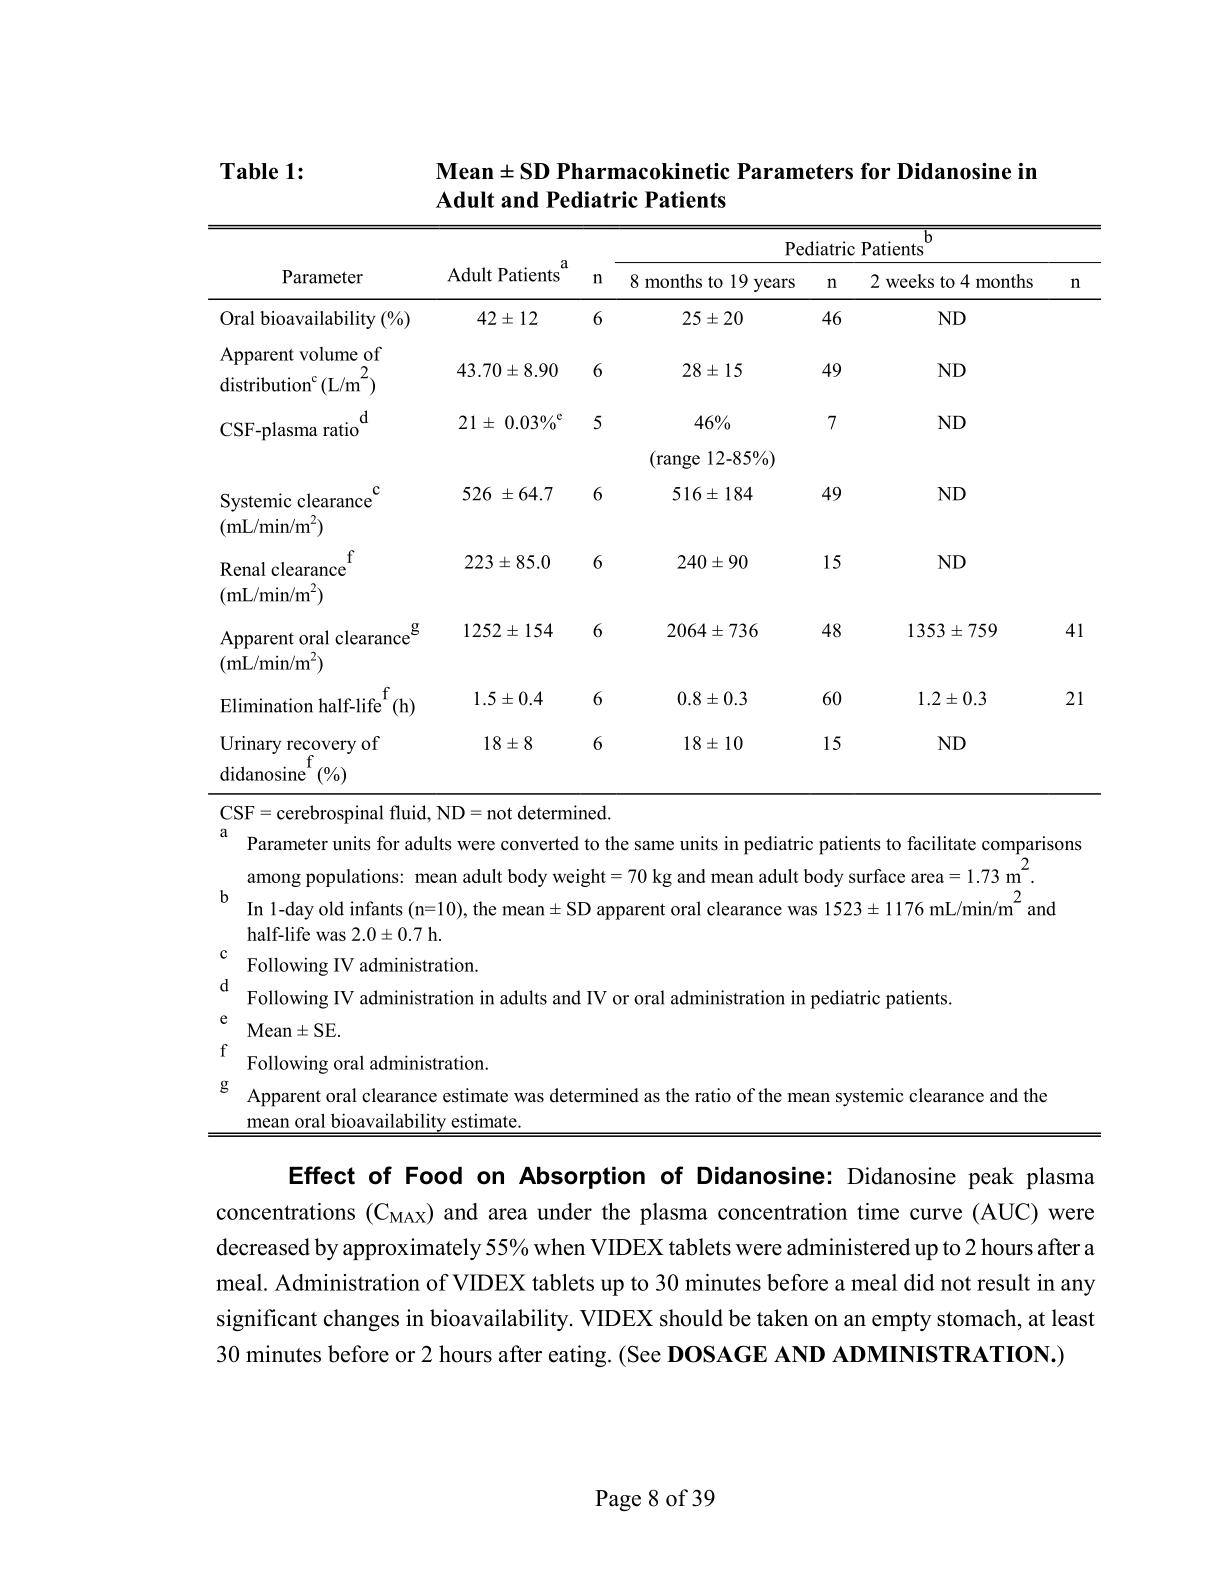 Table 1: Mean ± SD Pharmacokinetic Parameters for Didanosine in
Adult and Pediatric Patients
Pediatric Patientsb
Parameter Adult Patientsa n 8 months to 19 years n 2 weeks to 4 months n
Oral bioavailability (%) 42 ± 12 6 25 ± 20 46 ND
Apparent volume of
distributionc (L/m2) 43.70 ± 8.90 6 28 ± 15 49 ND
CSF-plasma ratiod 21 ± 0.03%e 5 46% 7 ND
(range 12-85%)
Systemic clearancec 526 ± 64.7 6 516 ± 184 49 ND
(mL/min/m2)
Renal clearancef 223 ± 85.0 6 240 ± 90 15 ND
(mL/min/m2)
Apparent oral clearanceg 1252 ± 154 6 2064 ± 736 48 1353 ± 759 41
(mL/min/m2)
Elimination half-lifef (h) 1.5 ± 0.4 6 0.8 ± 0.3 60 1.2 ± 0.3 21
Urinary recovery of 18 ± 8 6 18 ± 10 15 ND
didanosinef (%)
CSF = cerebrospinal fluid, ND = not determined.
a Parameter units for adults were converted to the same units in pediatric patients to facilitate comparisons
among populations: mean adult body weight = 70 kg and mean adult body surface area = 1.73 m2.
b In 1-day old infants (n=10), the mean ± SD apparent oral clearance was 1523 ± 1176 mL/min/m2 and
half-life was 2.0 ± 0.7 h.
c Following IV administration.
d Following IV administration in adults and IV or oral administration in pediatric patients.
e Mean ± SE.
f Following oral administration.
g Apparent oral clearance estimate was determined as the ratio of the mean systemic clearance and the
mean oral bioavailability estimate.
Effect of Food on Absorption of Didanosine: Didanosine peak plasma
concentrations (CMAX) and area under the plasma concentration time curve (AUC) were
decreased by approximately 55% when VIDEX tablets were administered up to 2 hours after a
meal. Administration of VIDEX tablets up to 30 minutes before a meal did not result in any
significant changes in bioavailability. VIDEX should be taken on an empty stomach, at least
30 minutes before or 2 hours after eating. (See DOSAGE AND ADMINISTRATION.)
Page 8 of 39